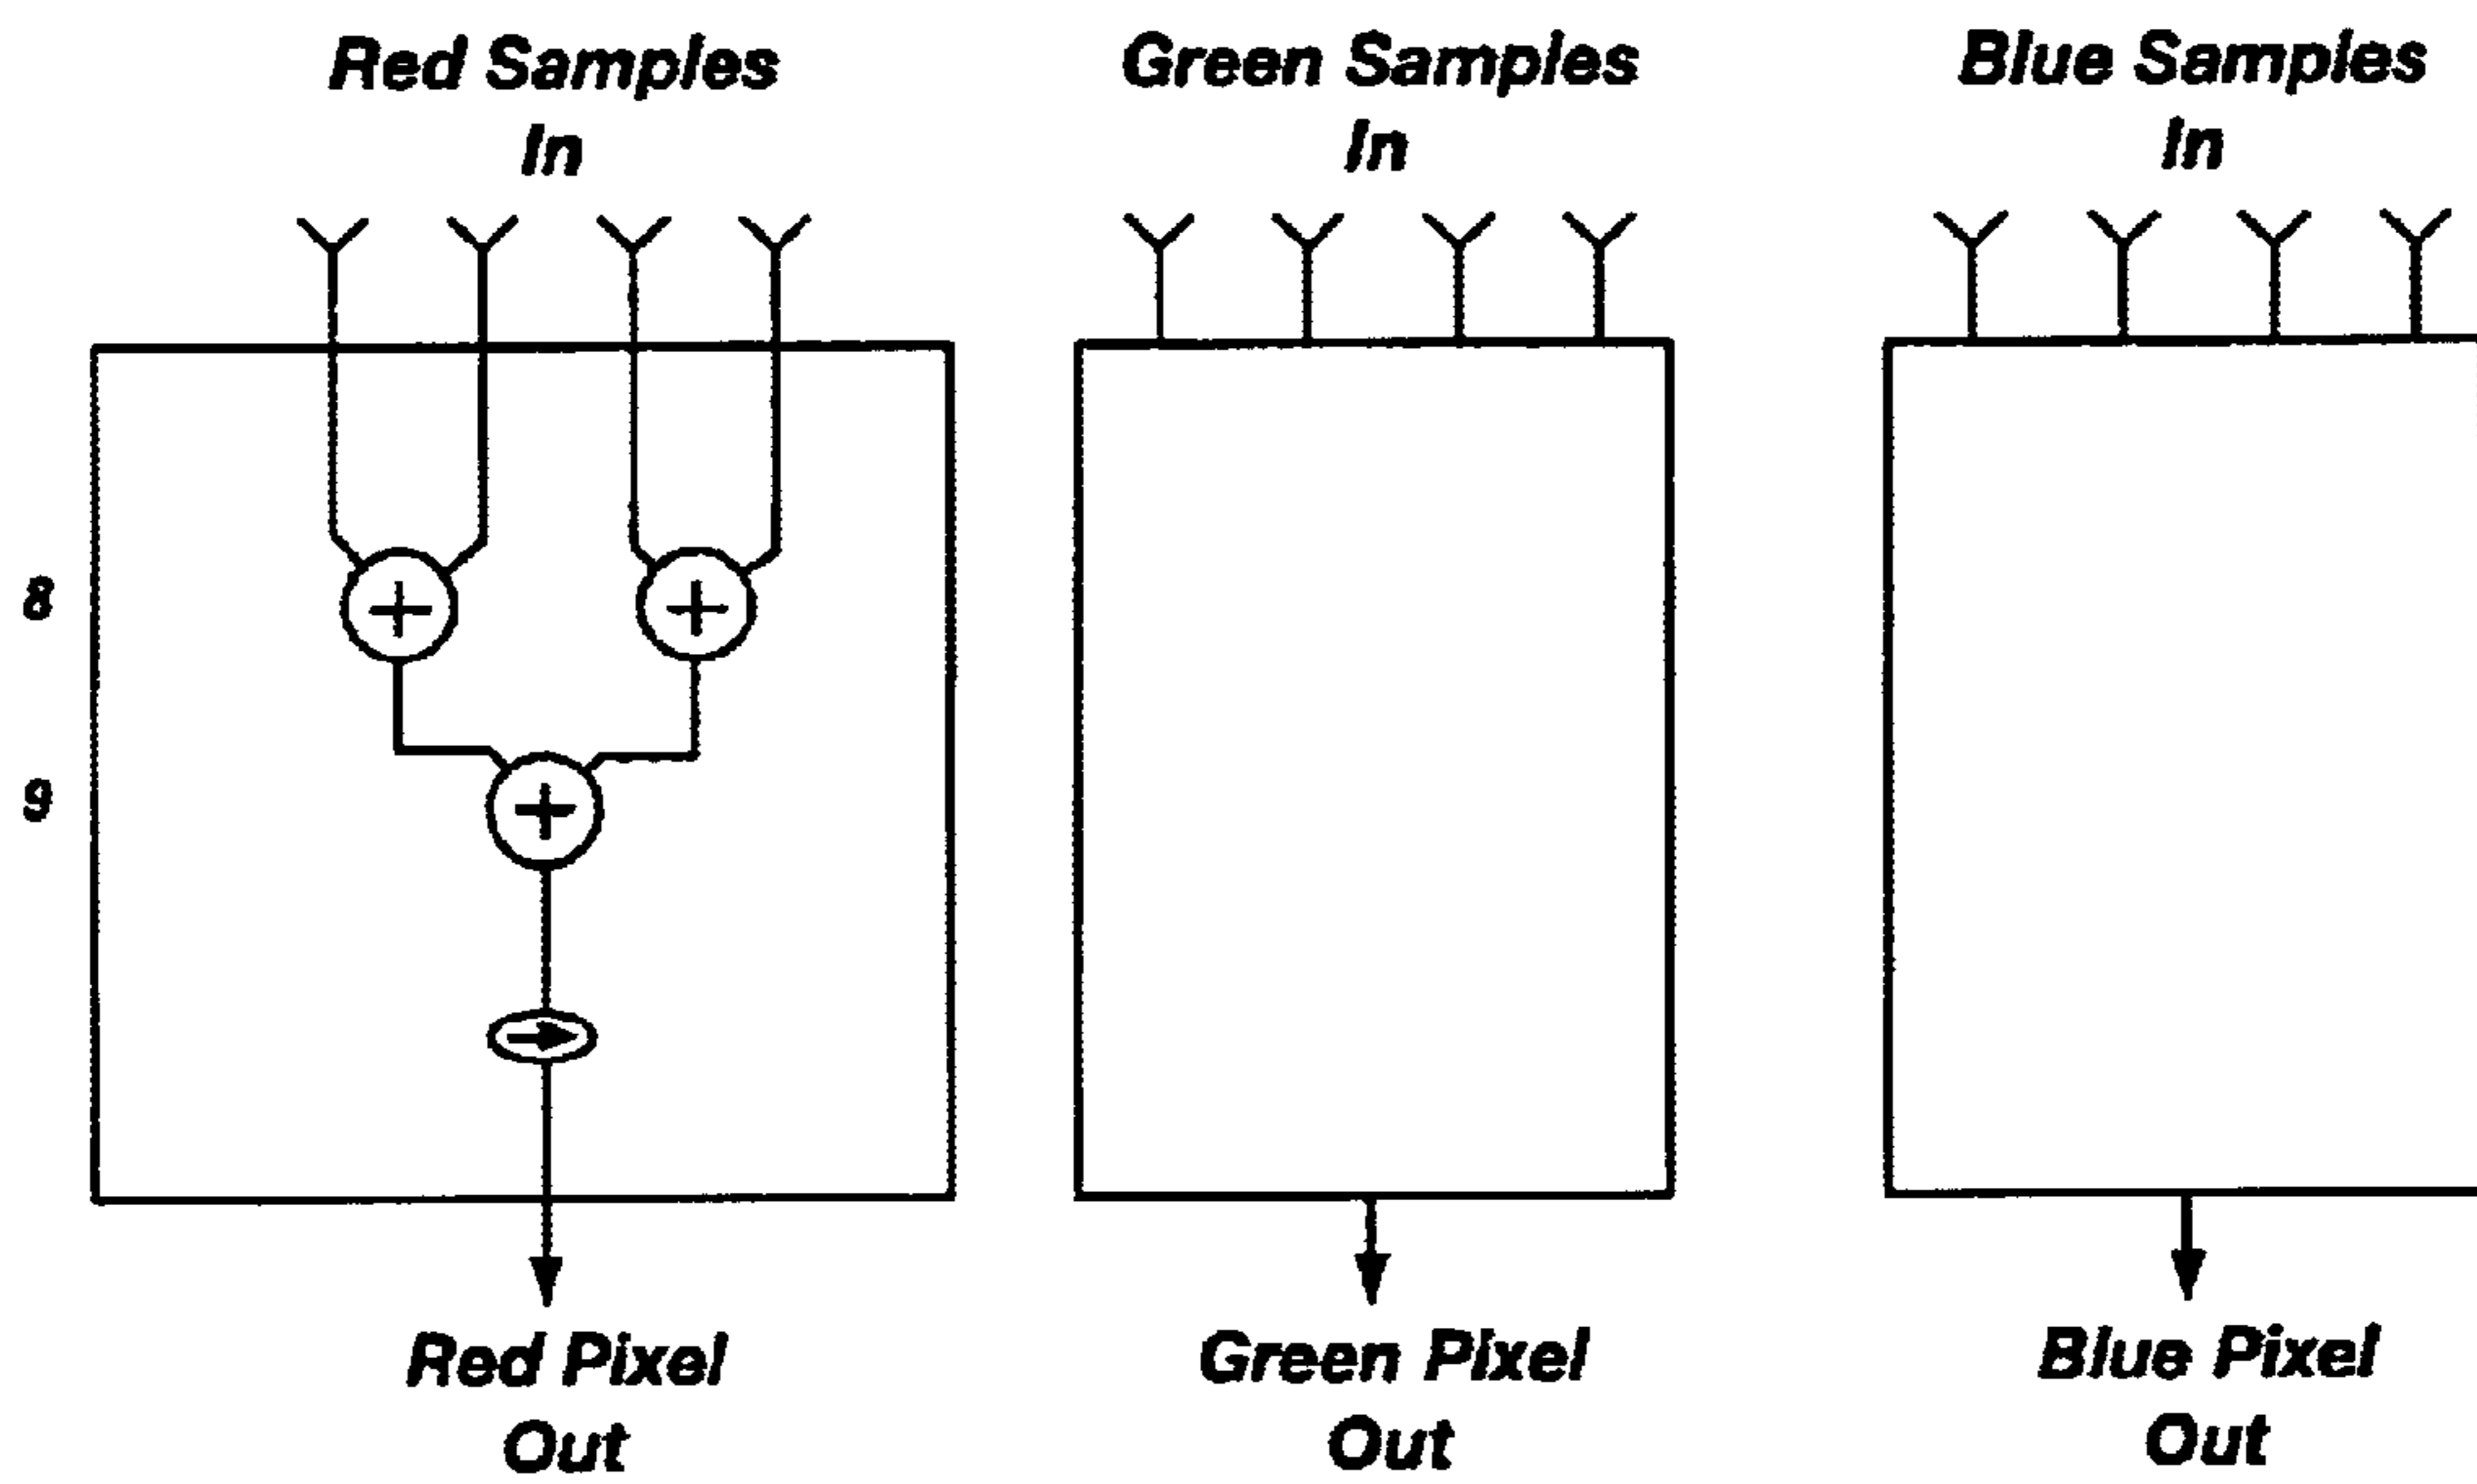 Red Samples
In
Green Samples
In
Blue Samples
In
8
9
Red Pixel
Out
Green Pixel
Out
Blue Pixel
Out